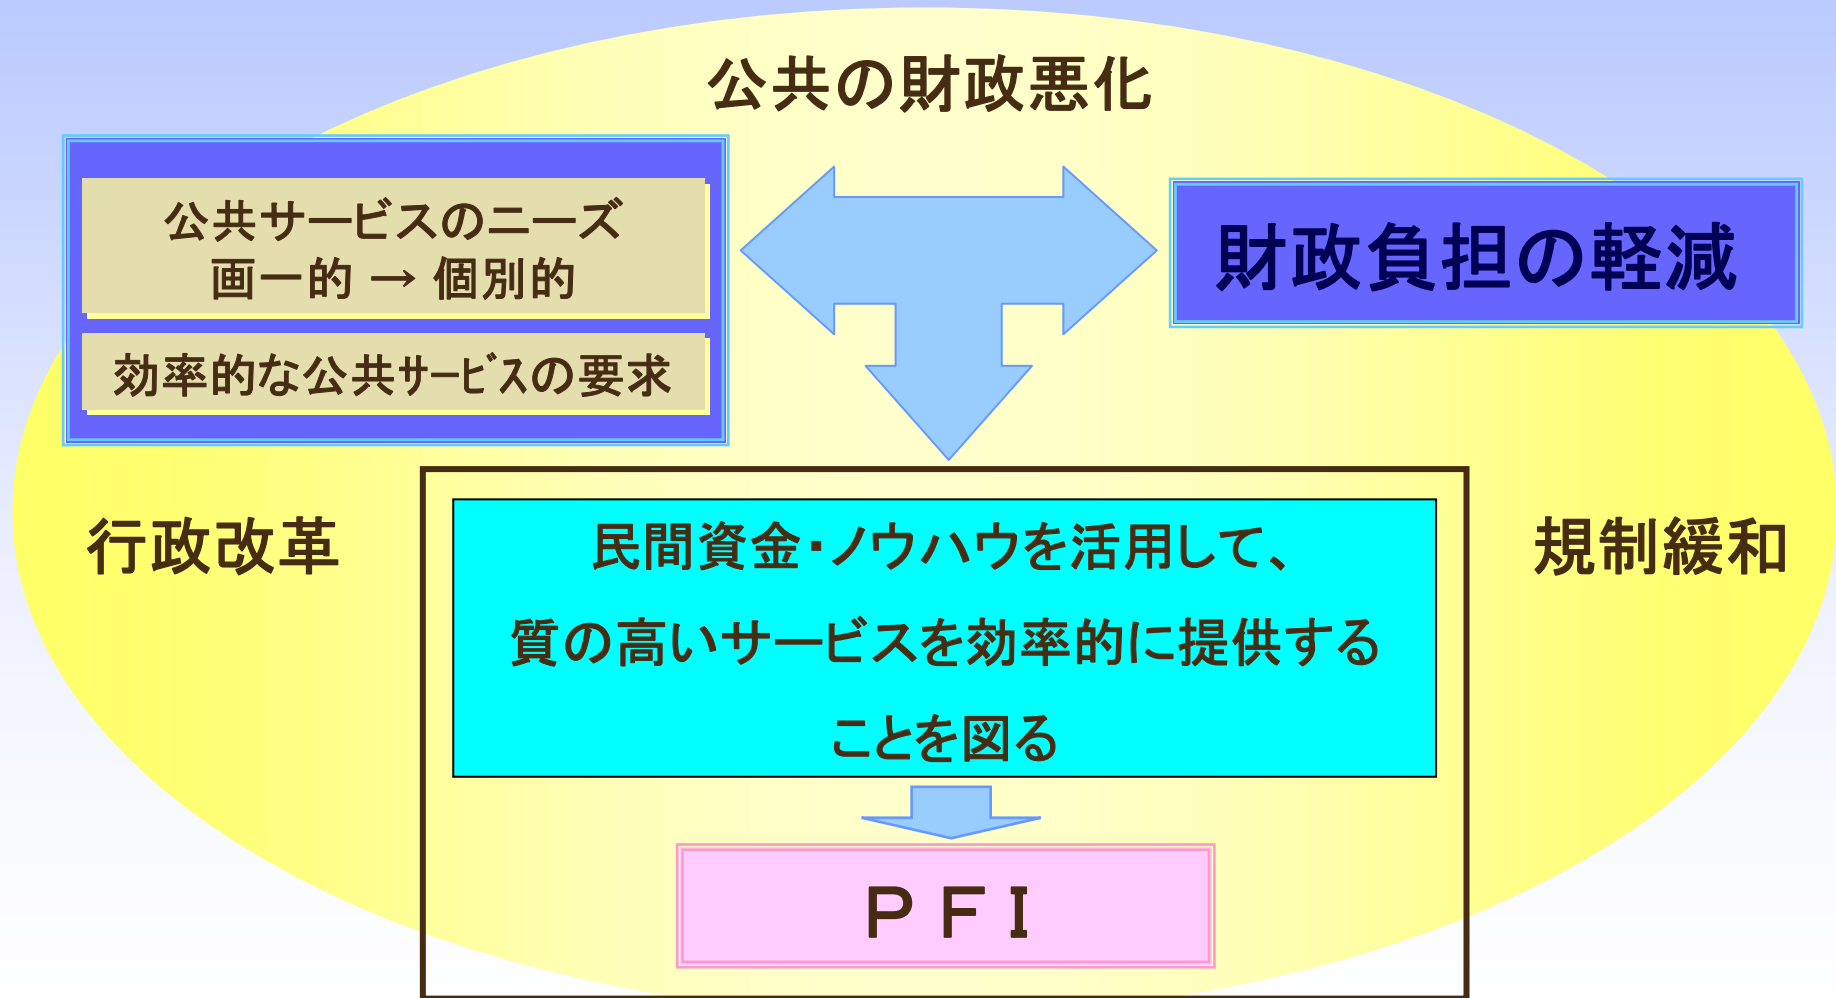 公共の財政悪化
公共サービスのニーズ
画一的 → 個別的
効率的な公共ｻｰﾋﾞｽの要求
財政負担の軽減
行政改革
規制緩和
民間資金・ノウハウを活用して、
質の高いサービスを効率的に提供する
ことを図る
ＰＦＩ